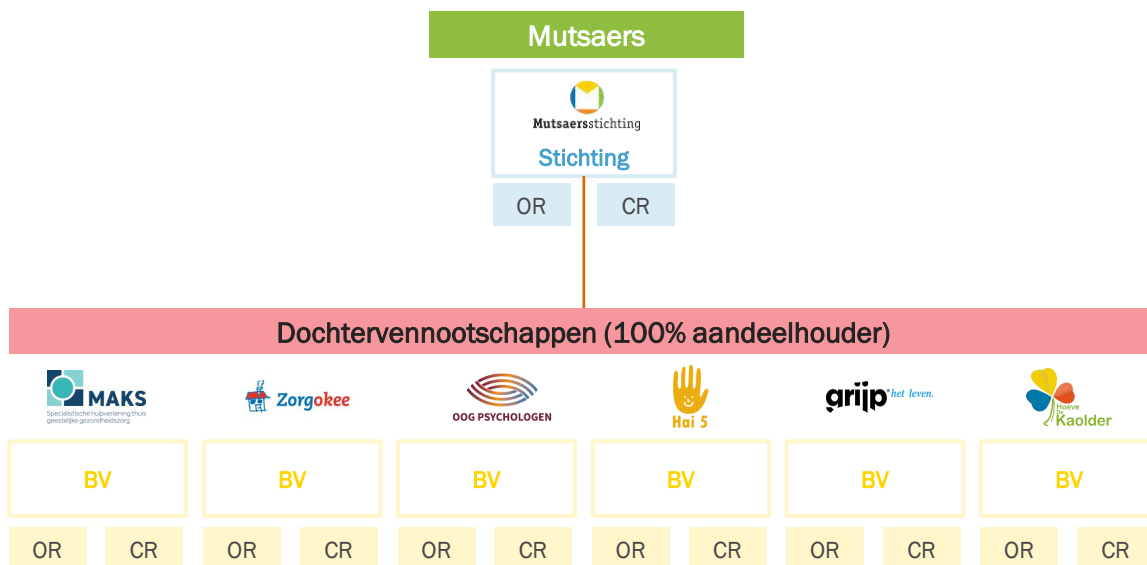 Mutsaers
Mutsaersstichting
Stichting
OR CR
Dochtervennootschappen (100% aandeelhouder)
MAKS
Specialistische hulpverlening thuis
geestelijke gezondheidszorg
Zorgokee
OOG PSYCHOLOGEN
Hai 5
grijp het leven.
Hoeve
De
Kaolder
BV BV BV BV BV BV
OR CR OR CR OR CR OR CR OR CR OR CR